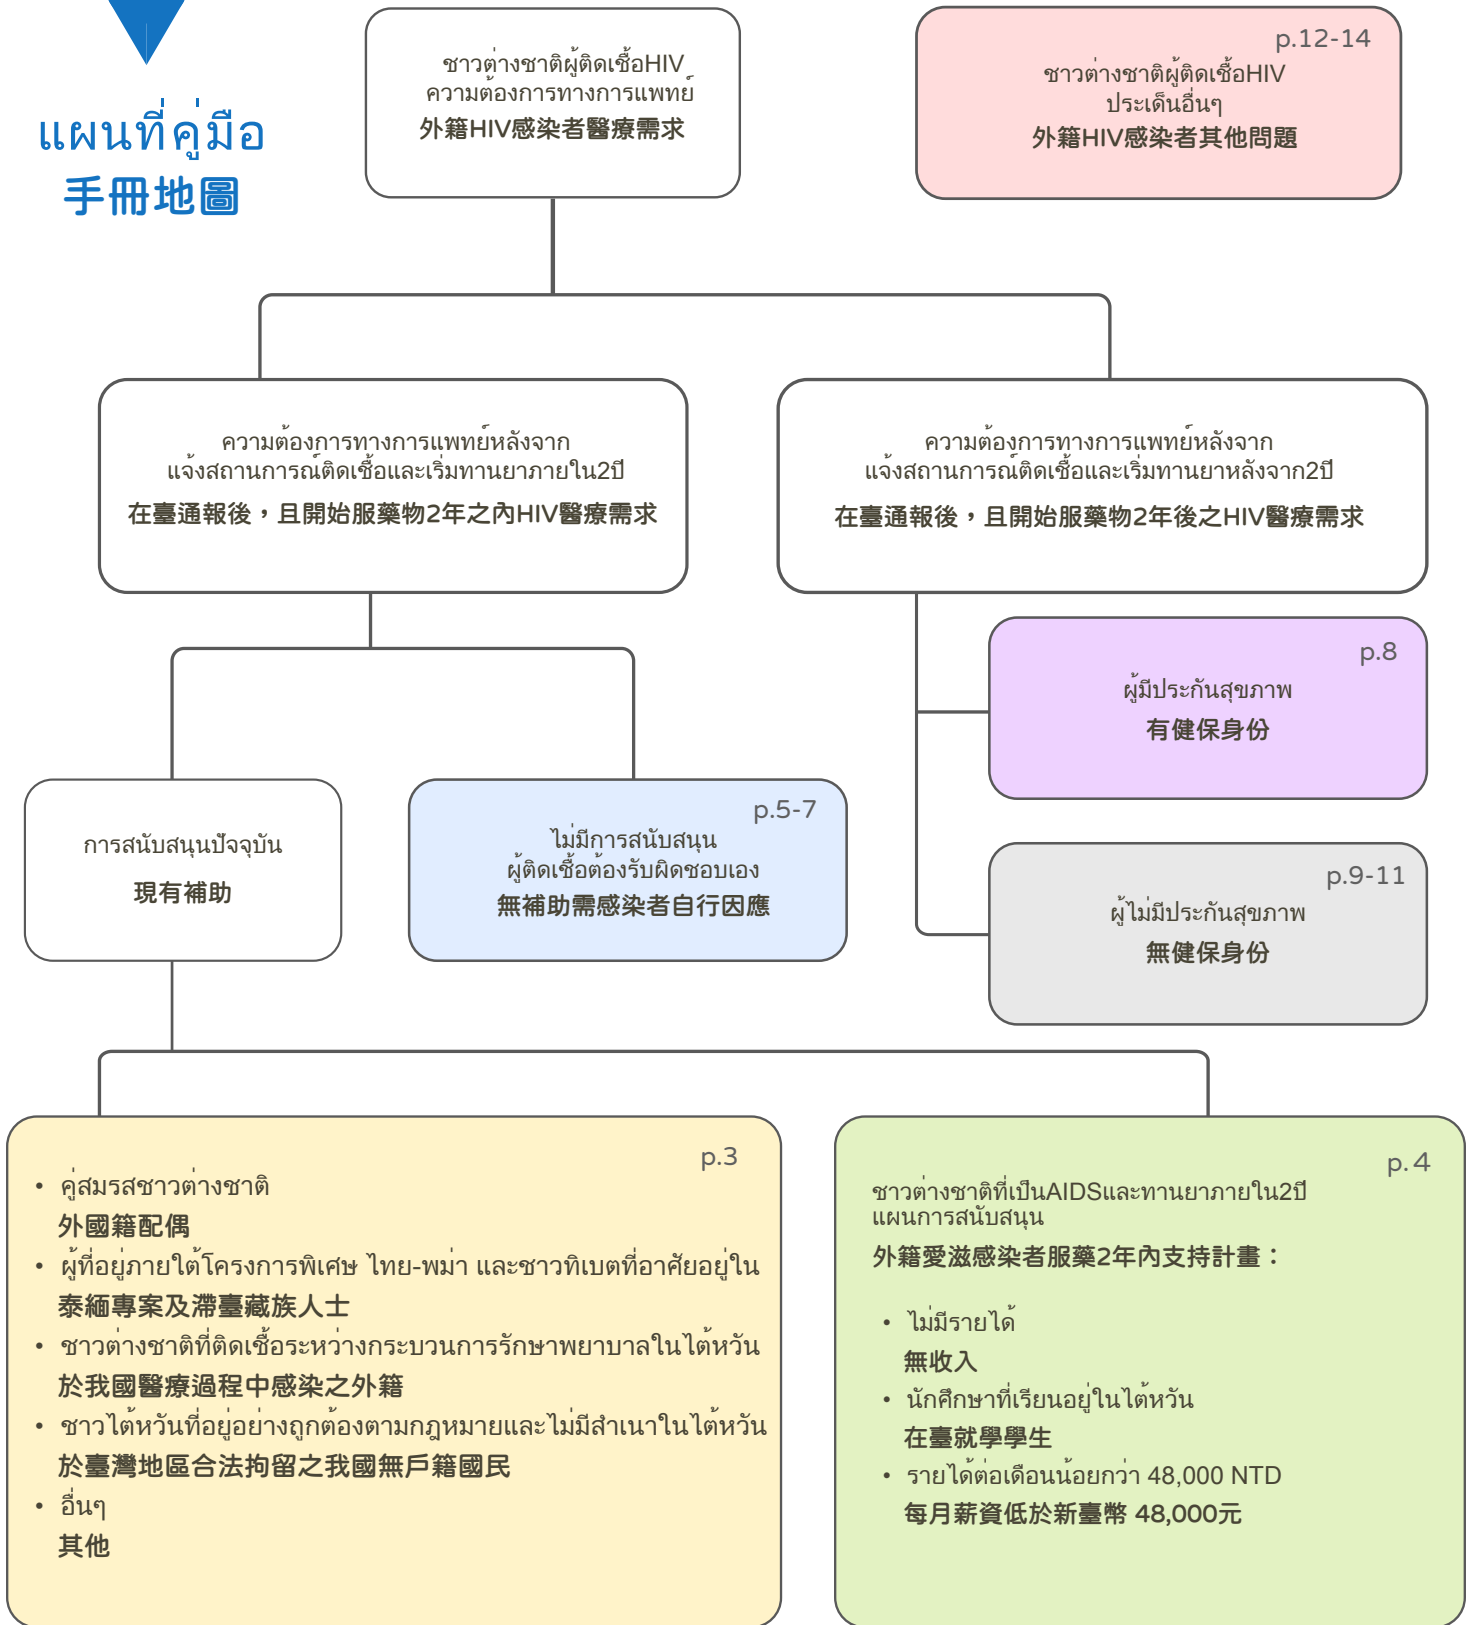 แผนที่คู่มือ
手冊地圖
ชาวต่างชาติผู้ติดเชื้อHIV
ความต้องการทางการแพทย์
外籍HIV感染者醫療需求
p.12-14
ชาวต่างชาติผู้ติดเชื้อHIV
ประเด็นอื่นๆ
外籍HIV感染者其他問題
ความต้องการทางการแพทย์หลังจาก
แจ้งสถานการณ์ติดเชื้อและเริ่มทานยาภายใน2ปี
在臺通報後，且開始服藥物2年之內HIV醫療需求
ความต้องการทางการแพทย์หลังจาก
แจ้งสถานการณ์ติดเชื้อและเริ่มทานยาหลังจาก2ปี
在臺通報後，且開始服藥物2年後之HIV醫療需求
p.8
ผู้มีประกันสุขภาพ
有健保身份
การสนับสนุนปัจจุบัน
現有補助
p.5-7
ไม่มีการสนับสนุน
ผู้ติดเชื้อต้องรับผิดชอบเอง
無補助需感染者自行因應
p.9-11
ผู้ไม่มีประกันสุขภาพ
無健保身份
p.3
• คู่สมรสชาวต่างชาติ
外國籍配偶
• ผู้ที่อยู่ภายใต้โครงการพิเศษ ไทย-พม่า และชาวทิเบตที่อาศัยอยู่ใน
泰緬專案及滯臺藏族人士
• ชาวต่างชาติที่ติดเชื้อระหว่างกระบวนการรักษาพยาบาลในไต้หวัน
於我國醫療過程中感染之外籍
• ชาวไต้หวันที่อยู่อย่างถูกต้องตามกฎหมายและไม่มีสำเนาในไต้หวัน
於臺灣地區合法拘留之我國無戶籍國民
• อื่นๆ
其他
p.4
ชาวต่างชาติที่เป็นAIDSและทานยาภายใน2ปี
แผนการสนับสนุน
外籍愛滋感染者服藥2年內支持計畫：
• ไม่มีรายได้
無收入
• นักศึกษาที่เรียนอยู่ในไต้หวัน
在臺就學學生
• รายได้ต่อเดือนน้อยกว่า 48,000 NTD
每月薪資低於新臺幣 48,000元